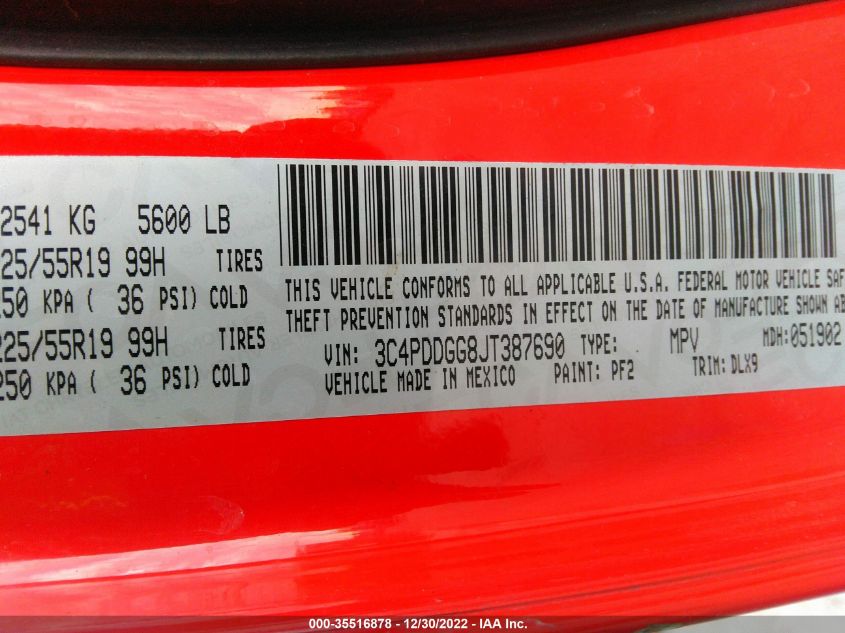 2541 KG 5600 LB
225/55R19 99H TIRES
250 KPA ( 36 PSI) COLD
225/55R19 99H TIRES
250 KPA ( 36 PSI) COLD
THIS VEHICLE CONFORMS TO ALL APPLICABLE U.S.A. FEDERAL MOTOR VEHICLE SAF
THEFT PREVENTION STANDARDS IN EFFECT ON THE DATE OF MANUFACTURE SHOWN AB
VIN: 3C4PDDGG8JT387690 TYPE: MPV MDH:051902
VEHICLE MADE IN MEXICO PAINT: PF2 TRIM: DLX9
000-35516878 - 12/30/2022 - IAA Inc.